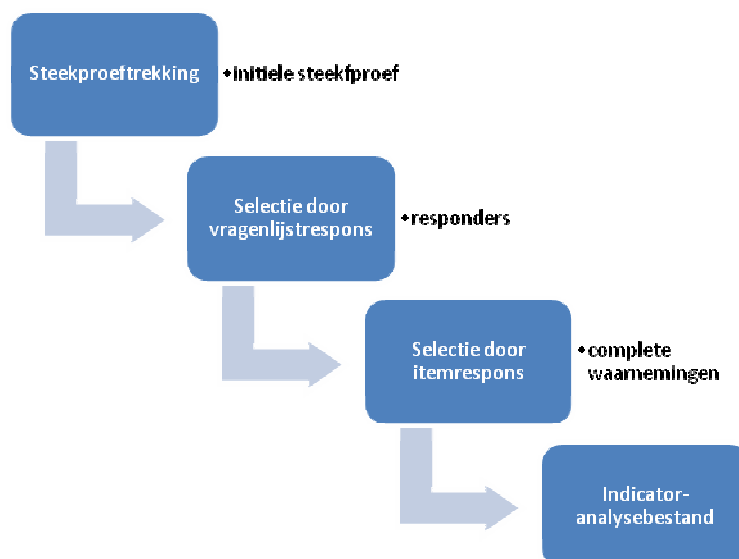 Steekproeftrekking
•initiele steekfproef
Selectie door
vragenlijstrespons
•responders
Selectie door
itemrespons
•complete
waarnemingen
Indicator-
analysebestand